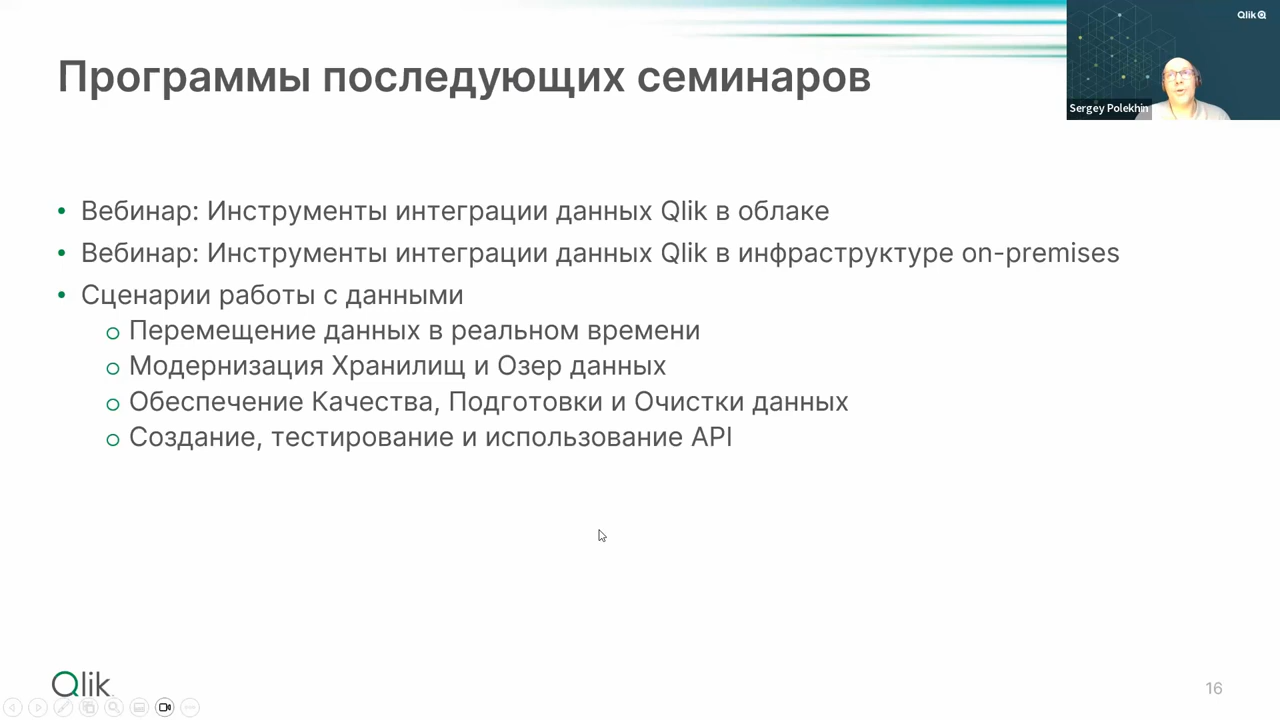 Qlik
Программы последующих семинаров
Sergey Polekhin
• Вебинар: Инструменты интеграции данных Qlik в облаке
• Вебинар: Инструменты интеграции данных Qlik в инфраструктуре on-premises
• Сценарии работы с данными
o Перемещение данных в реальном времени
o Модернизация Хранилищ и Озер данных
o Обеспечение Качества, Подготовки и Очистки данных
o Создание, тестирование и использование API
Qlik
16